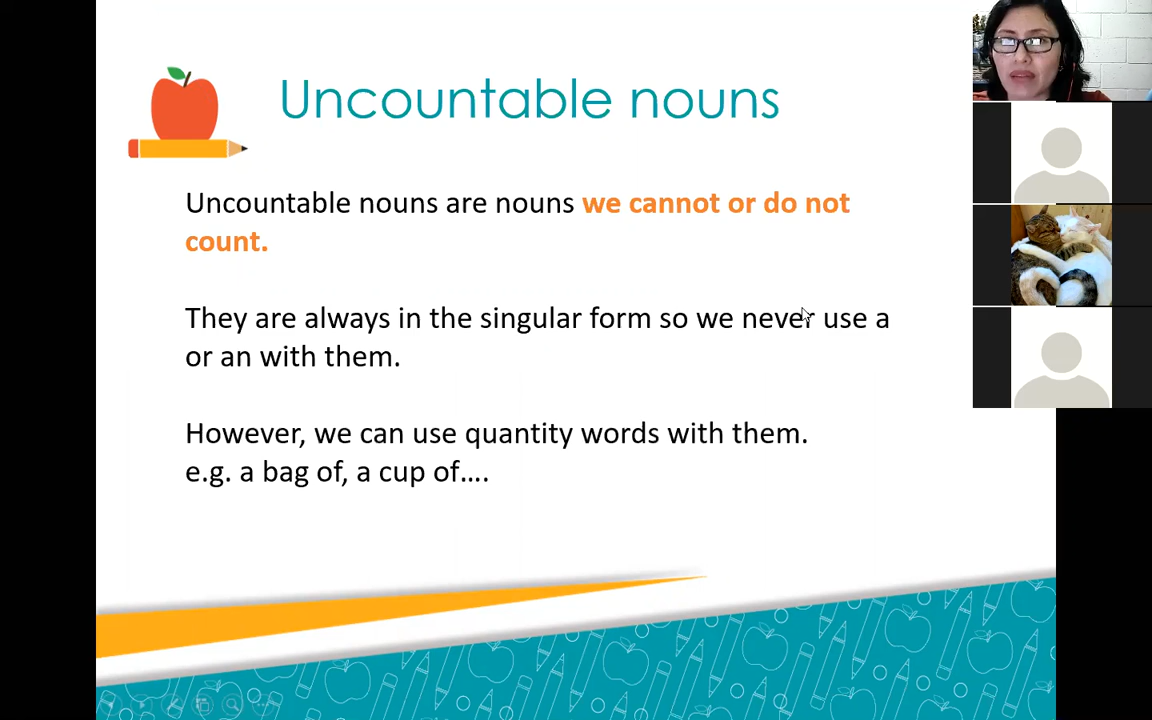 Uncountable nouns
Uncountable nouns are nouns we cannot or do not
count.
They are always in the singular form so we never use a
or an with them.
However, we can use quantity words with them.
e.g. a bag of, a cup of....